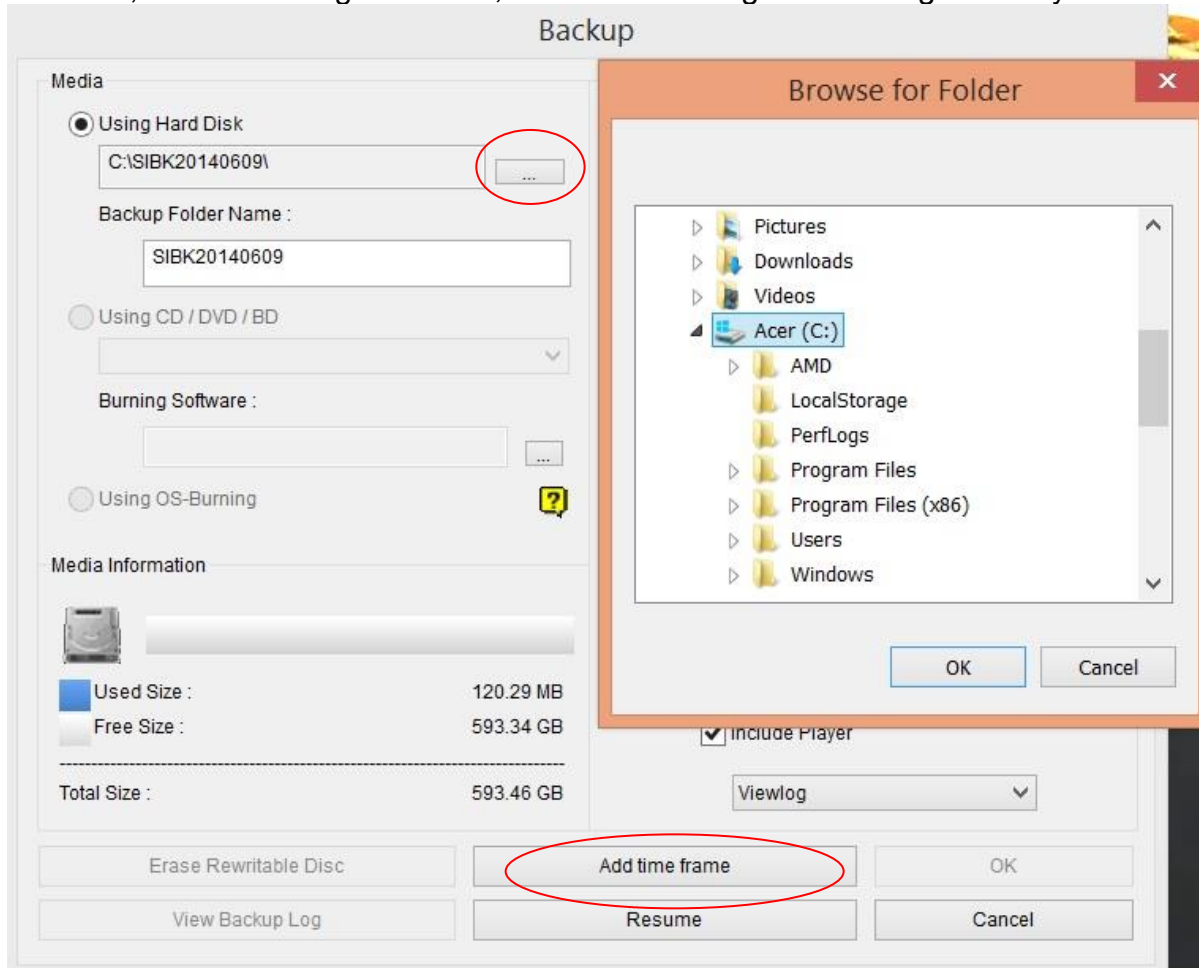 Backup
Media
Using Hard Disk
C:\SIBK20140609\
...
Backup Folder Name :
SIBK20140609
Using CD / DVD / BD
Burning Software :
...
Using OS-Burning
?
Media Information
Used Size : 120.29 MB
Free Size : 593.34 GB
Total Size : 593.46 GB
Browse for Folder
Pictures
Downloads
Videos
Acer (C:)
AMD
LocalStorage
PerfLogs
Program Files
Program Files (x86)
Users
Windows
OK Cancel
Include Player
Viewlog
Erase Rewritable Disc Add time frame OK
View Backup Log Resume Cancel